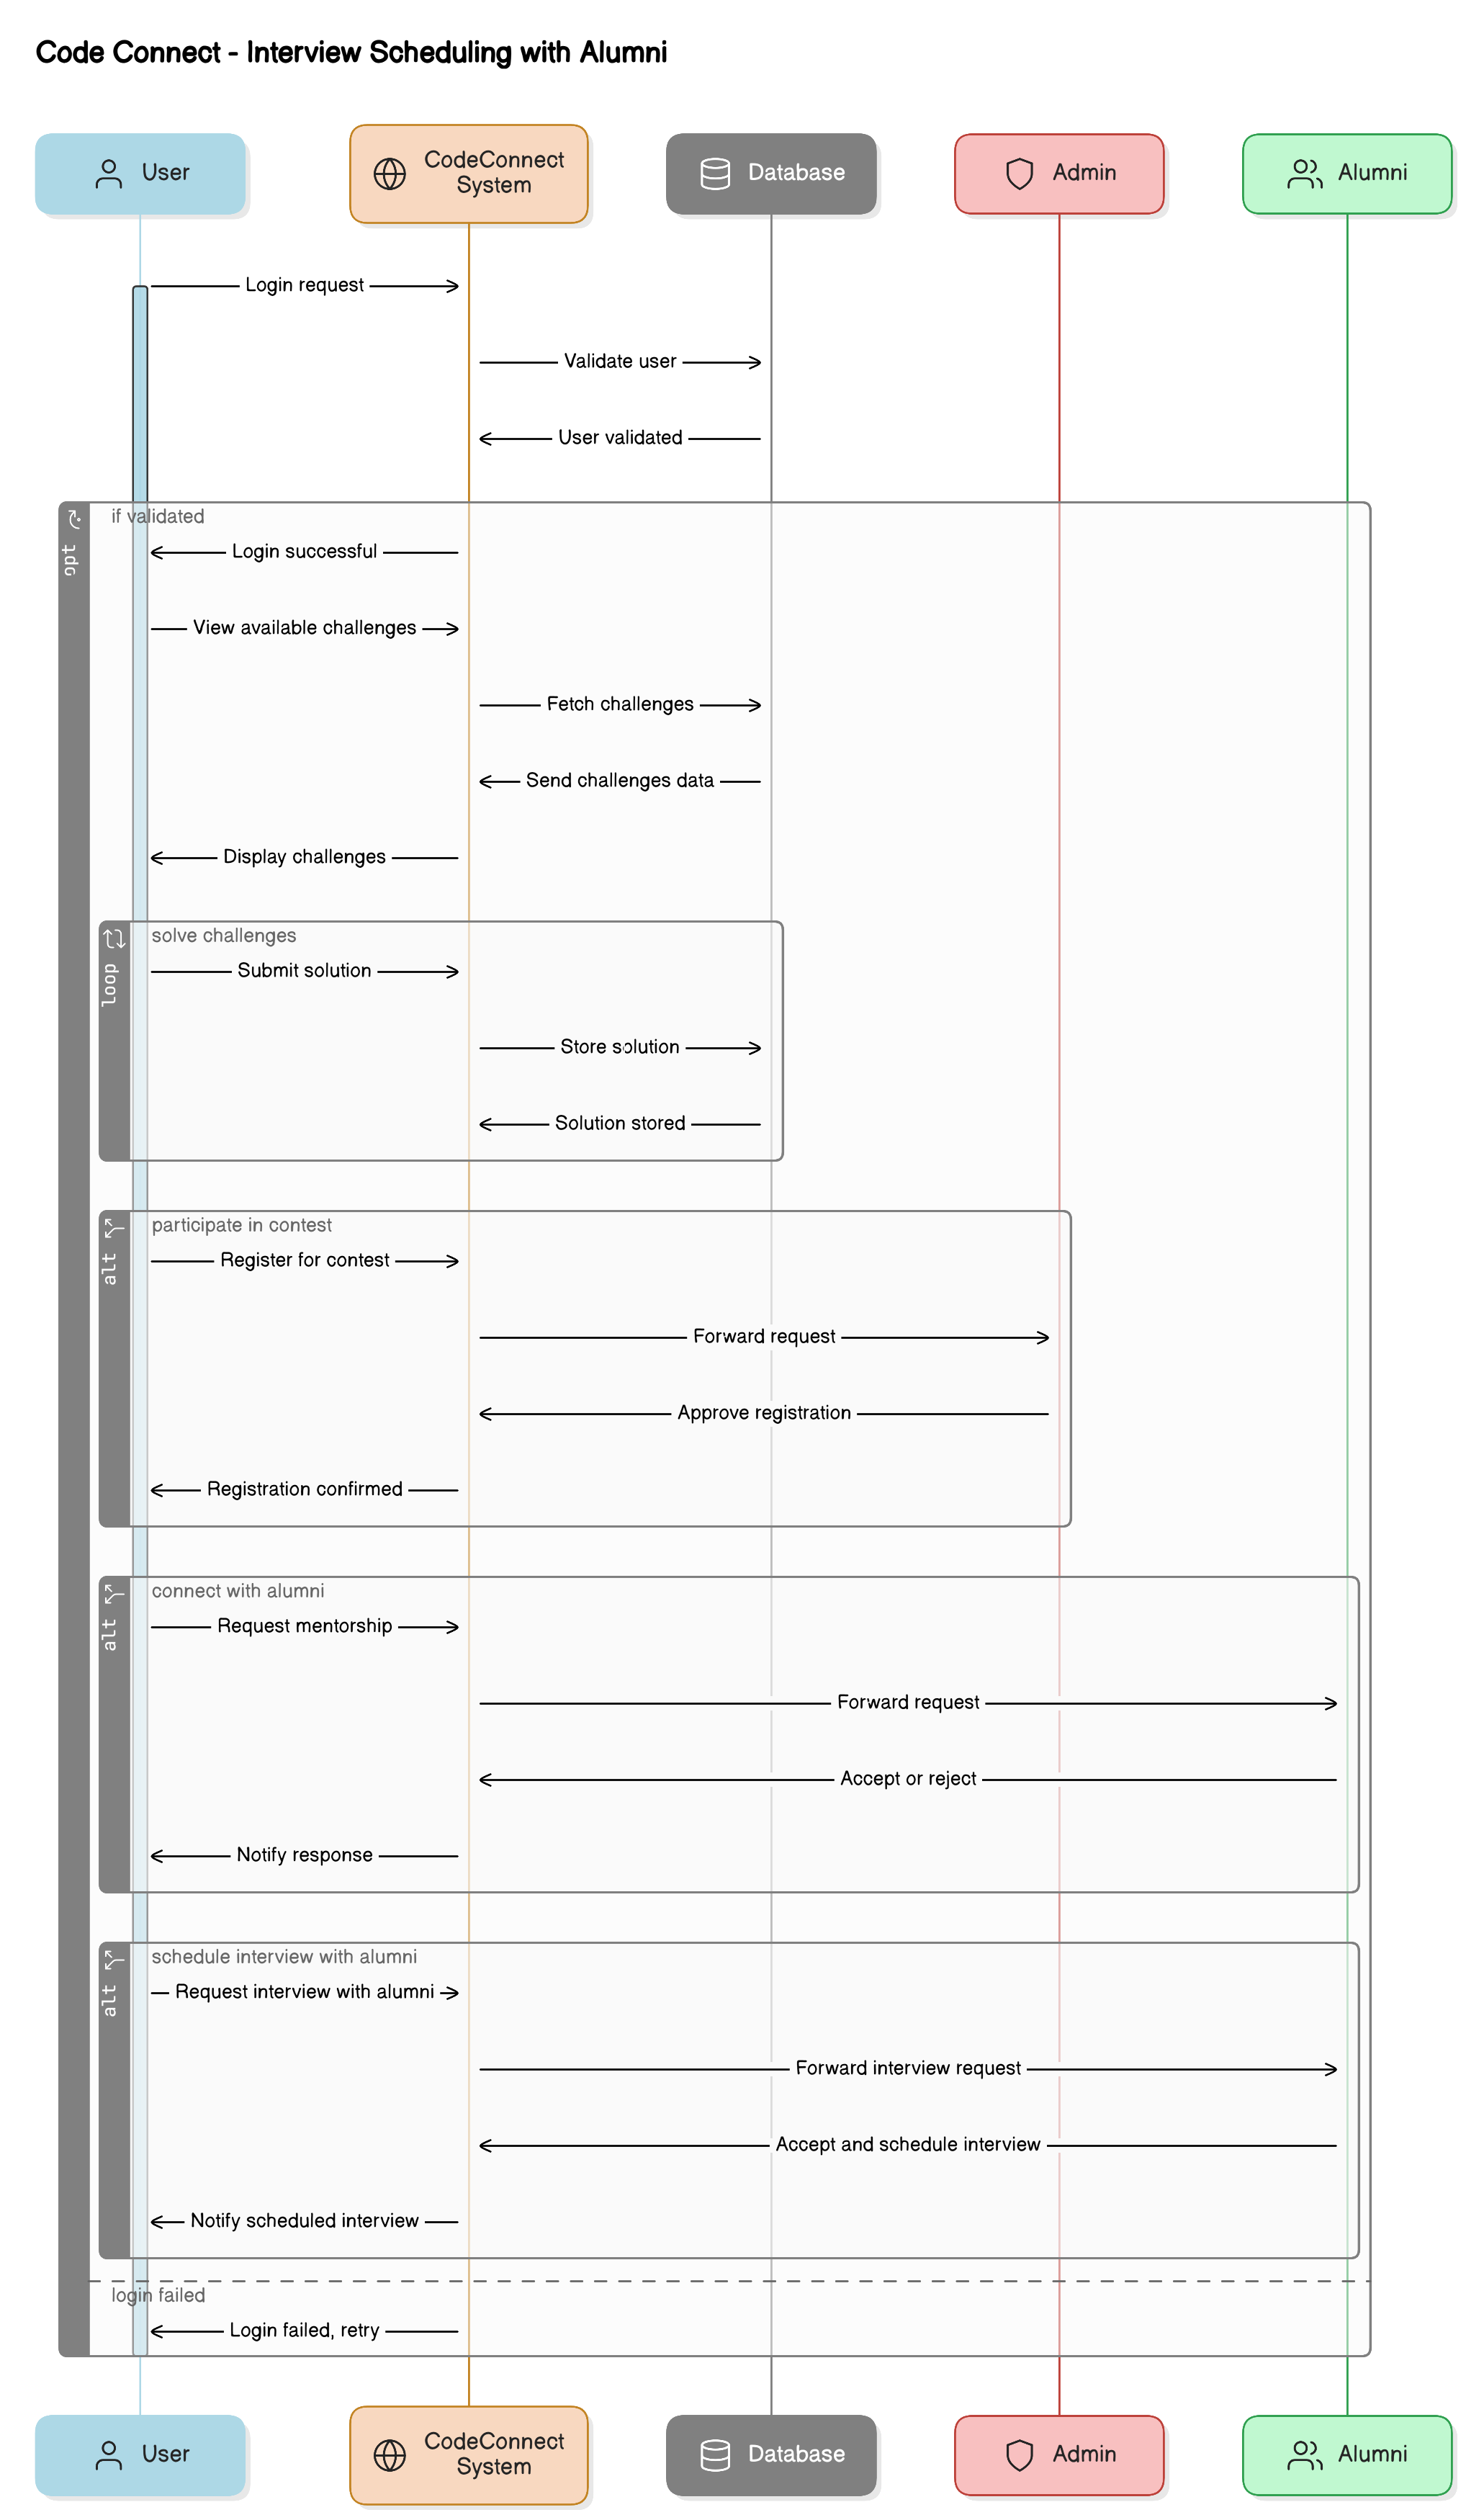 Code Connect - Interview Scheduling with Alumni
User
CodeConnect
System
Database
Admin
Alumni
Login request
Validate user
User validated
opt
if validated
Login successful
View available challenges
Fetch challenges
Send challenges data
Display challenges
loop
solve challenges
Submit solution
Store solution
Solution stored
alt
participate in contest
Register for contest
Forward request
Approve registration
Registration confirmed
alt
connect with alumni
Request mentorship
Forward request
Accept or reject
Notify response
alt
schedule interview with alumni
Request interview with alumni
Forward interview request
Accept and schedule interview
Notify scheduled interview
login failed
Login failed, retry
User
CodeConnect
System
Database
Admin
Alumni